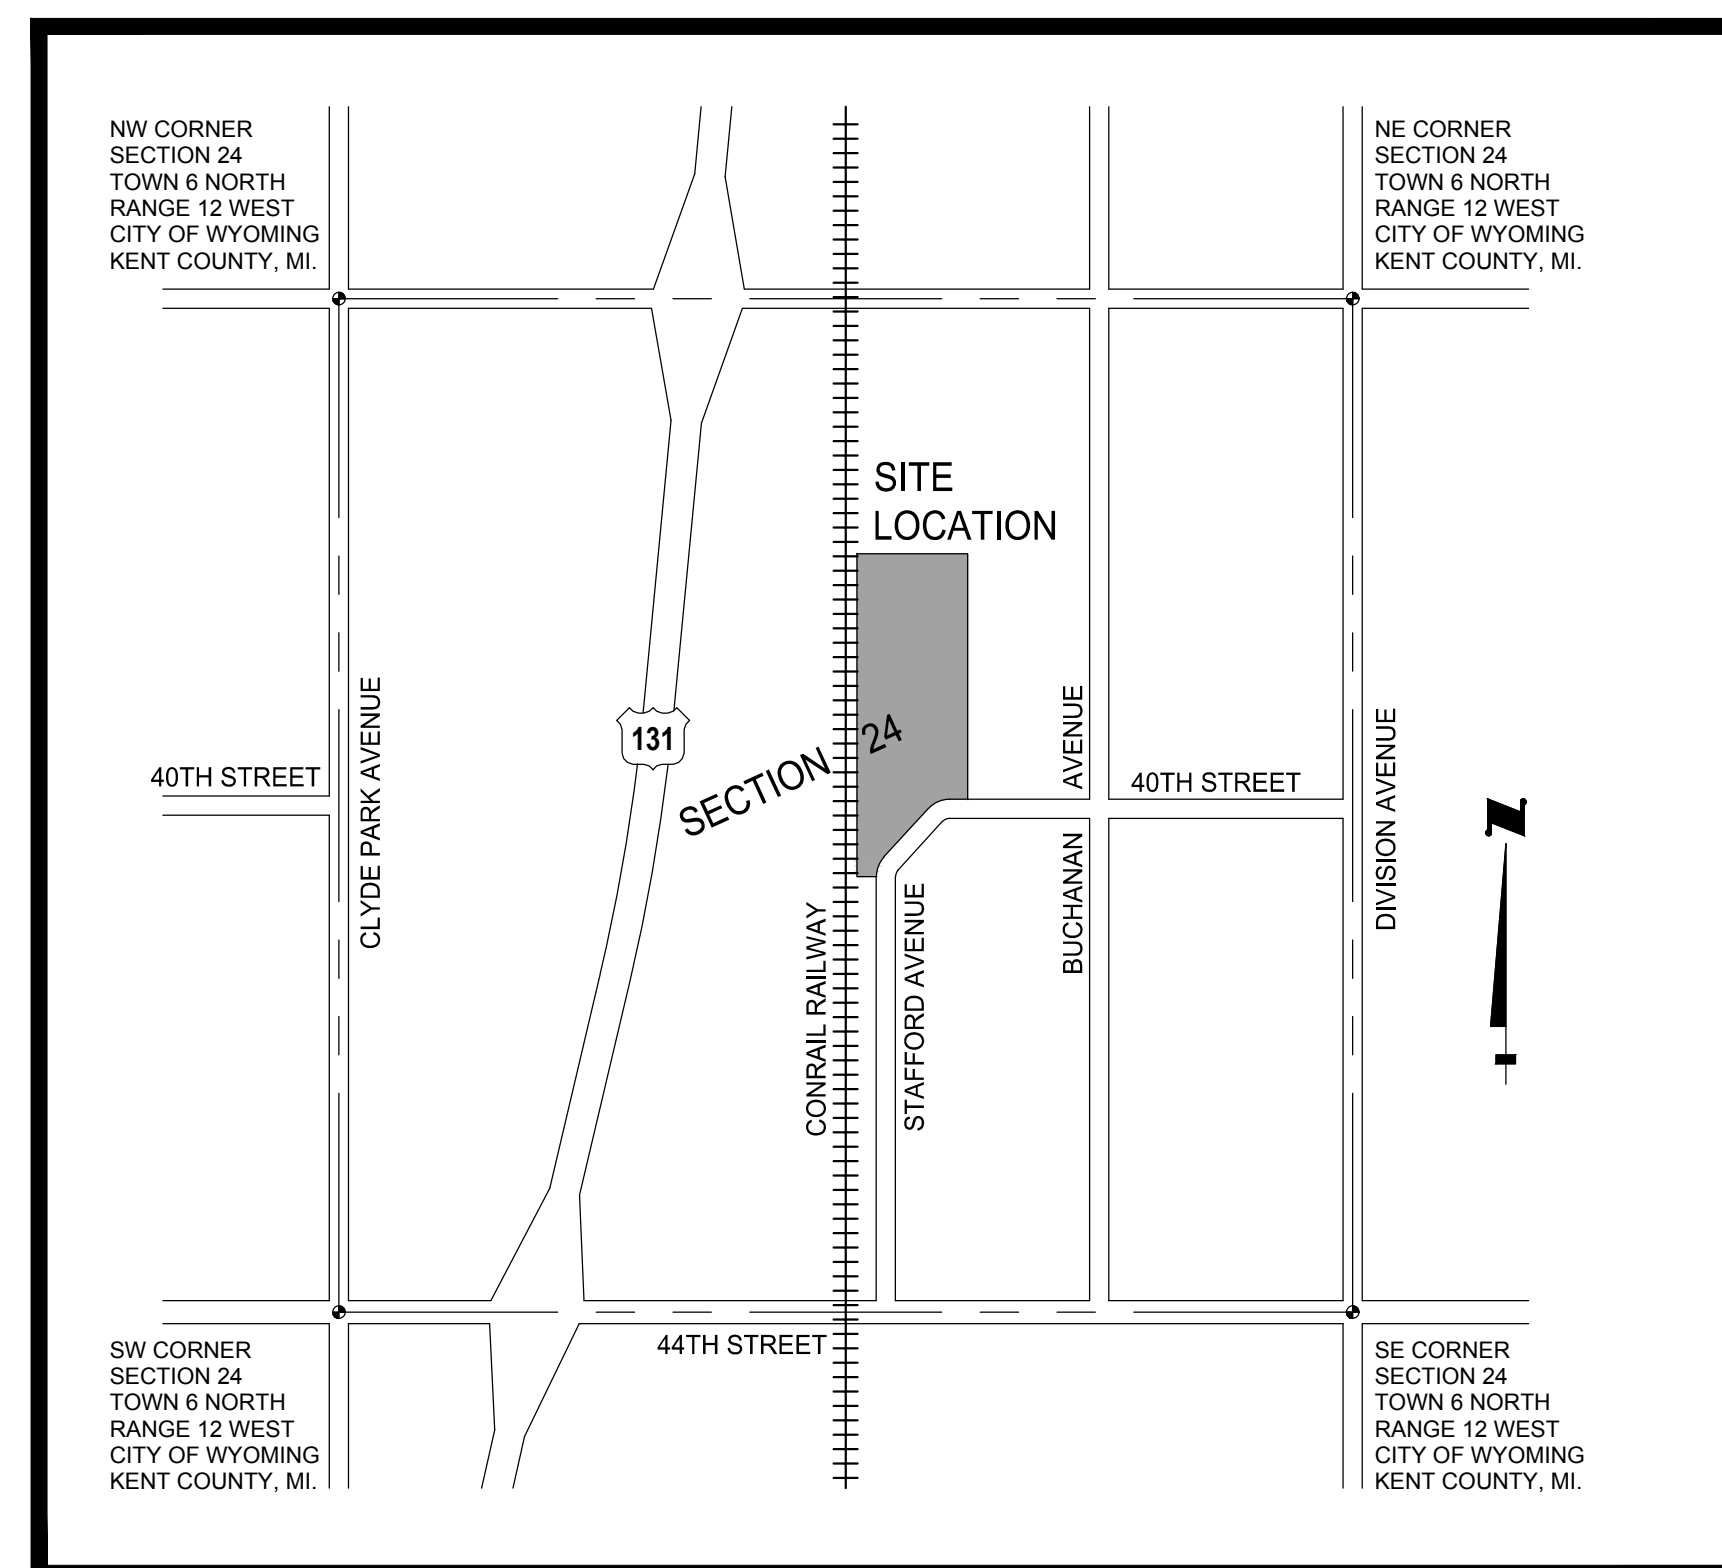 NW CORNER
SECTION 24
TOWN 6 NORTH
RANGE 12 WEST
CITY OF WYOMING
KENT COUNTY, MI.
NE CORNER
SECTION 24
TOWN 6 NORTH
RANGE 12 WEST
CITY OF WYOMING
KENT COUNTY, MI.
SITE
LOCATION
131
SECTION 24
40TH STREET
CLYDE PARK AVENUE
BUCHANAN AVENUE
40TH STREET
DIVISION AVENUE
N
CONRAIL RAILWAY
STAFFORD AVENUE
44TH STREET
SW CORNER
SECTION 24
TOWN 6 NORTH
RANGE 12 WEST
CITY OF WYOMING
KENT COUNTY, MI.
SE CORNER
SECTION 24
TOWN 6 NORTH
RANGE 12 WEST
CITY OF WYOMING
KENT COUNTY, MI.